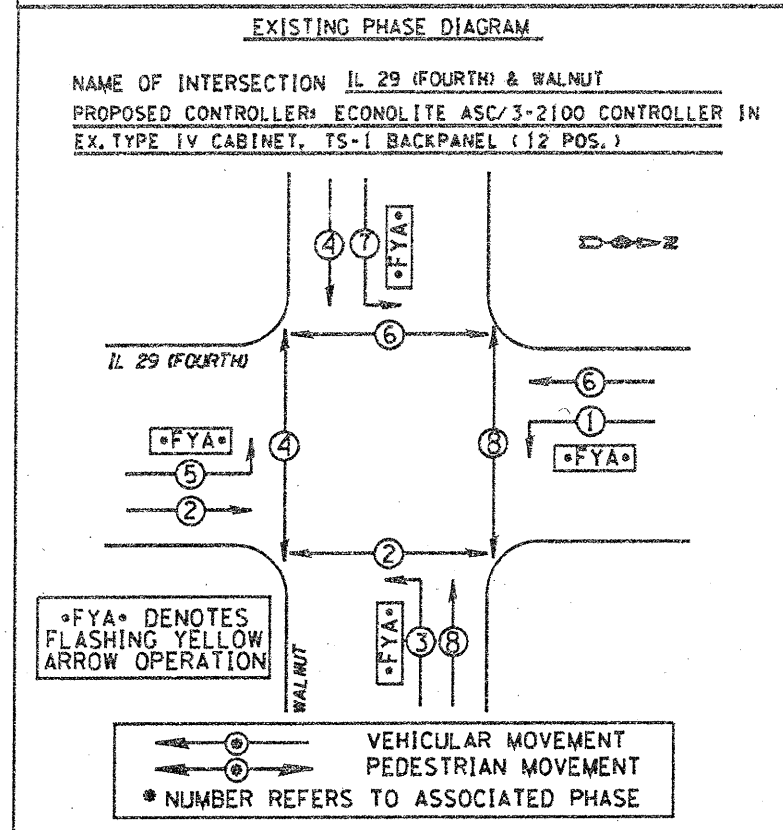 EXISTING PHASE DIAGRAM
NAME OF INTERSECTION IL 29 (FOURTH) & WALNUT
PROPOSED CONTROLLER: ECONOLITE ASC/3-2100 CONTROLLER IN
EX. TYPE IV CABINET, TS-1 BACKPANEL (12 POS.)
4
7
*FYA*
N
6
IL 29 (FOURTH)
6
*FYA*
4
8
1
5
*FYA*
2
2
*FYA* DENOTES
FLASHING YELLOW
ARROW OPERATION
WALNUT
*FYA*
3
8
VEHICULAR MOVEMENT
PEDESTRIAN MOVEMENT
* NUMBER REFERS TO ASSOCIATED PHASE